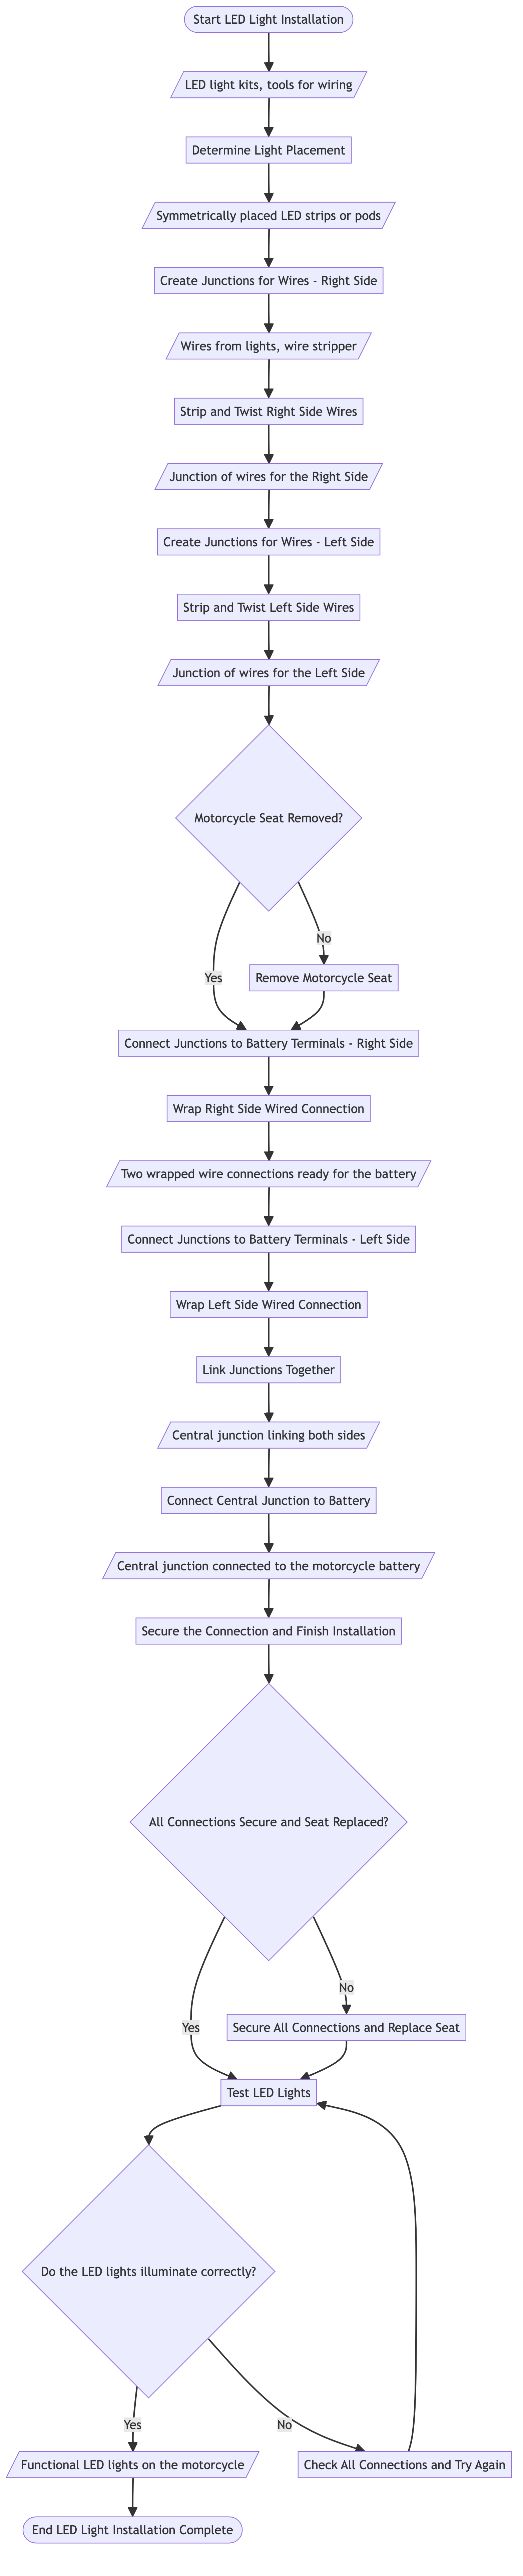 Start LED Light Installation
LED light kits, tools for wiring
Determine Light Placement
Symmetrically placed LED strips or pods
Create Junctions for Wires - Right Side
Wires from lights, wire stripper
Strip and Twist Right Side Wires
Junction of wires for the Right Side
Create Junctions for Wires - Left Side
Strip and Twist Left Side Wires
Junction of wires for the Left Side
Motorcycle Seat Removed?
No
Yes
Remove Motorcycle Seat
Connect Junctions to Battery Terminals - Right Side
Wrap Right Side Wired Connection
Two wrapped wire connections ready for the battery
Connect Junctions to Battery Terminals - Left Side
Wrap Left Side Wired Connection
Link Junctions Together
Central junction linking both sides
Connect Central Junction to Battery
Central junction connected to the motorcycle battery
Secure the Connection and Finish Installation
All Connections Secure and Seat Replaced?
No
Yes
Secure All Connections and Replace Seat
Test LED Lights
Do the LED lights illuminate correctly?
Yes
No
Functional LED lights on the motorcycle
Check All Connections and Try Again
End LED Light Installation Complete